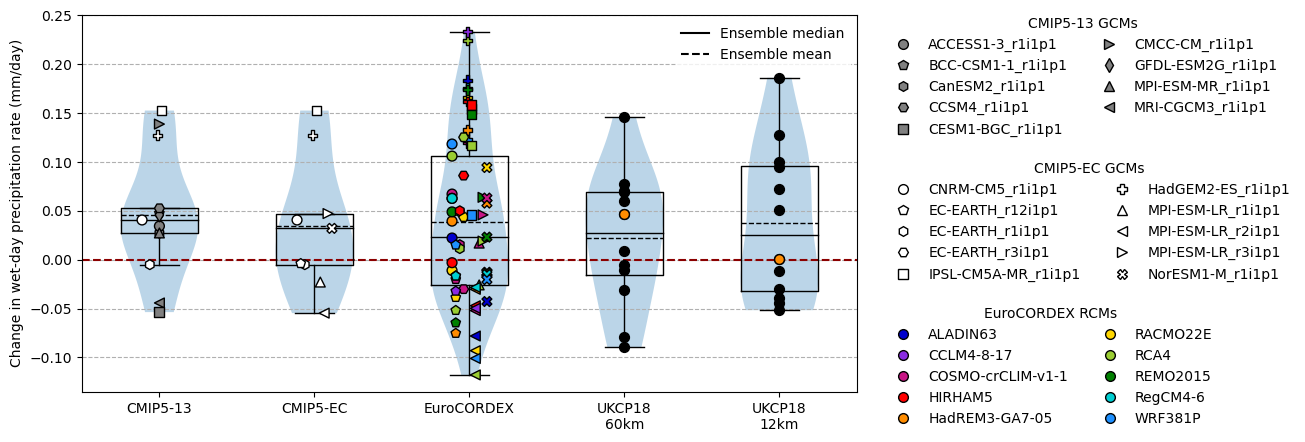 Change in wet-day precipitation rate (mm/day)
0.25
0.20
0.15
0.10
0.05
0.00
−0.05
−0.10
Ensemble median
Ensemble mean
CMIP5-13
CMIP5-EC
EuroCORDEX
UKCP18
60km
UKCP18
12km
CMIP5-13 GCMs
ACCESS1-3_r1i1p1
BCC-CSM1-1_r1i1p1
CanESM2_r1i1p1
CCSM4_r1i1p1
CESM1-BGC_r1i1p1
CMCC-CM_r1i1p1
GFDL-ESM2G_r1i1p1
MPI-ESM-MR_r1i1p1
MRI-CGCM3_r1i1p1
CMIP5-EC GCMs
CNRM-CM5_r1i1p1
EC-EARTH_r12i1p1
EC-EARTH_r1i1p1
EC-EARTH_r3i1p1
IPSL-CM5A-MR_r1i1p1
HadGEM2-ES_r1i1p1
MPI-ESM-LR_r1i1p1
MPI-ESM-LR_r2i1p1
MPI-ESM-LR_r3i1p1
NorESM1-M_r1i1p1
EuroCORDEX RCMs
ALADIN63
CCLM4-8-17
COSMO-crCLIM-v1-1
HIRHAM5
HadREM3-GA7-05
RACMO22E
RCA4
REMO2015
RegCM4-6
WRF381P